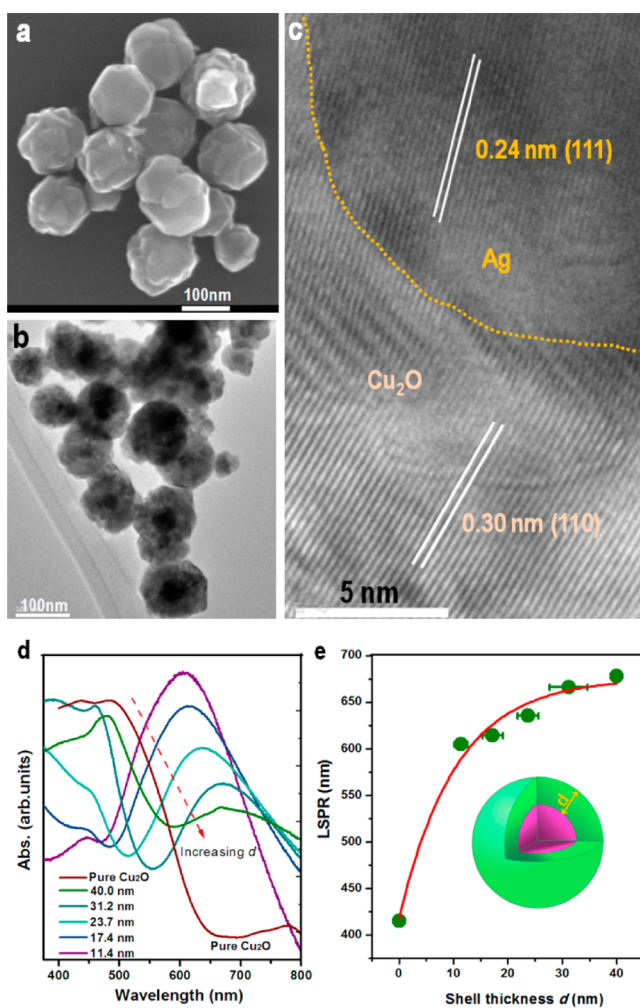 a
100nm
b
100nm
c
0.24 nm (111)
Ag
Cu2O
0.30 nm (110)
5 nm
d
Abs. (arb.units)
Increasing d
Pure Cu2O
40.0 nm
31.2 nm
23.7 nm
17.4 nm
11.4 nm
Pure Cu2O
400 500 600 700 800
Wavelength (nm)
e
LSPR (nm)
700
650
600
550
500
450
400
d
0 10 20 30 40
Shell thickness d (nm)